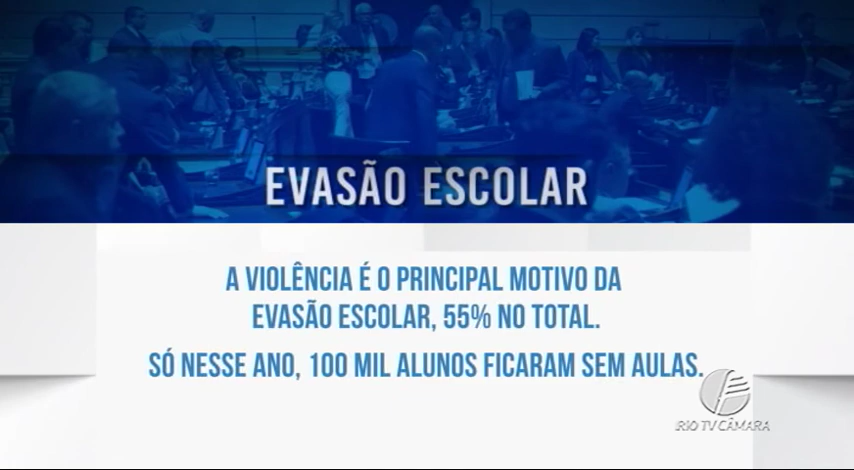 EVASÃO ESCOLAR
A VIOLÊNCIA É O PRINCIPAL MOTIVO DA
EVASÃO ESCOLAR, 55% NO TOTAL.
SÓ NESSE ANO, 100 MIL ALUNOS FICARAM SEM AULAS.
RIO TV CÂMARA